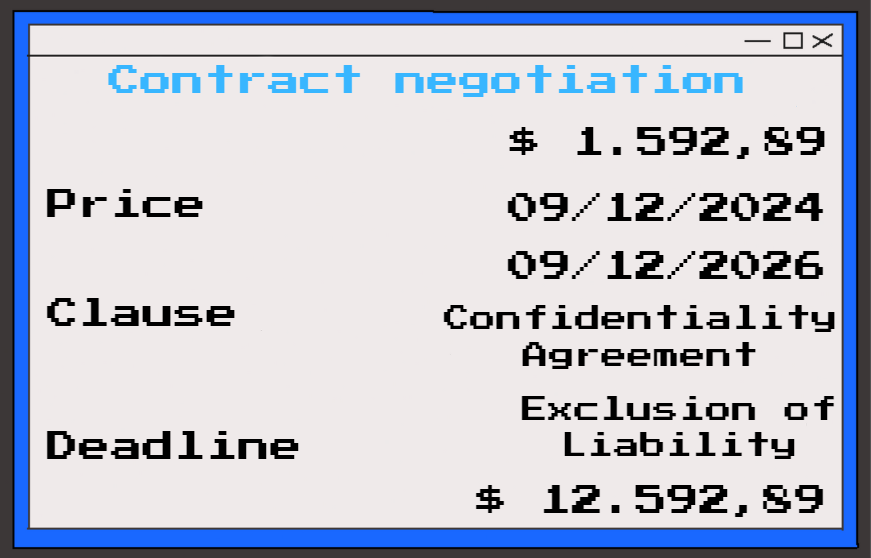 Contract negotiation
$ 1.592,89
Price
09/12/2024
09/12/2026
Clause
Confidentiality
Agreement
Exclusion of
Deadline
Liability
$ 12.592,89